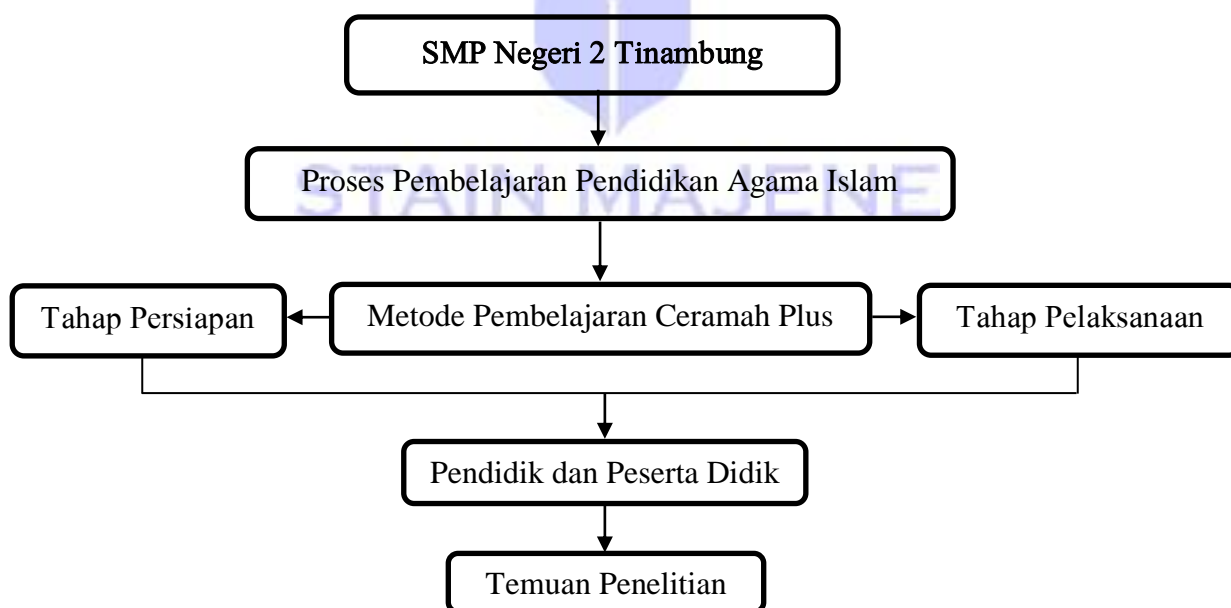 SMP Negeri 2 Tinambung
Proses Pembelajaran Pendidikan Agama Islam
STAIN MAJENE
Tahap Persiapan
Metode Pembelajaran Ceramah Plus
Tahap Pelaksanaan
Pendidik dan Peserta Didik
Temuan Penelitian